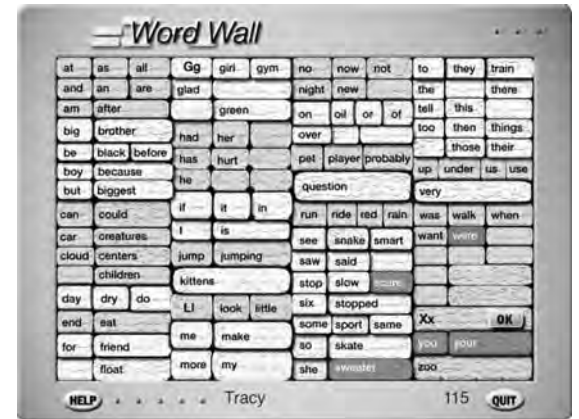 Word Wall
at as all
and an are
am after
big brother
be black before
boy because
but biggest
can could
car creatures
cloud centers
children
day dry do
end eat
for friend
float
Gg girl gym
glad
green
had her
has hurt
he
if it in
I is
jump jumping
kittens
Ll look little
me make
more my
no now not
night new
on oil or of
over
pet player probably
question
run ride red rain
see snake smart
saw said
stop slow
six stopped
some sport same
so skate
she sweater
to they train
the there
tell this
too then things
those their
up under us use
very
was walk when
want were
Xx OK
you your
zoo
HELP Tracy 115 QUIT